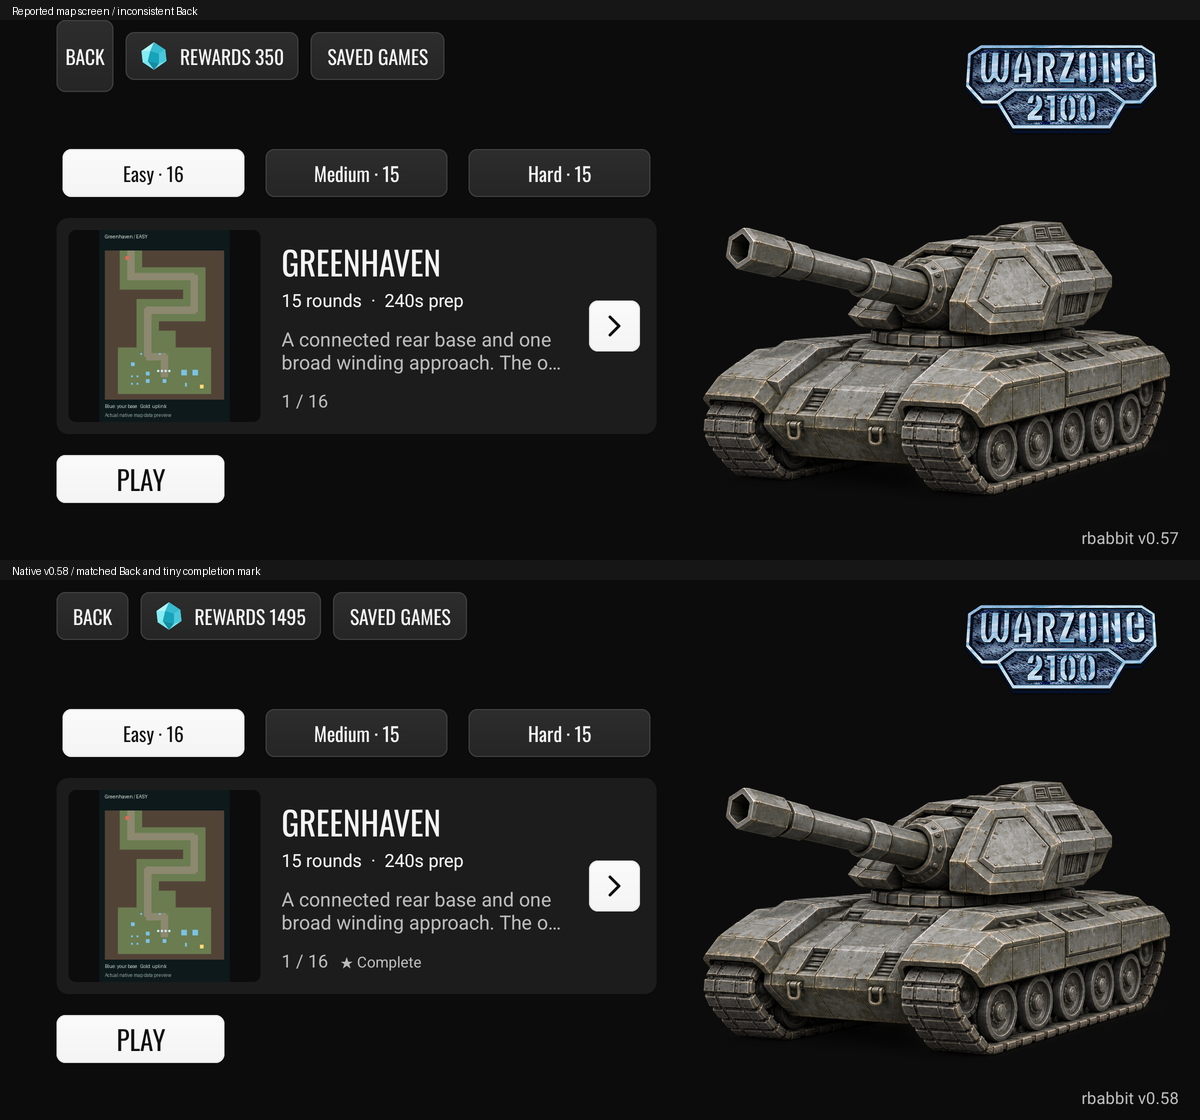 Reported map screen / inconsistent Back
BACK
REWARDS 350
SAVED GAMES
WARZONE
2100
Easy · 16
Medium · 15
Hard · 15
Greenhaven / EASY
Blue: your base Gold: uplink
Actual native map data preview
GREENHAVEN
15 rounds · 240s prep
A connected rear base and one
broad winding approach. The o...
1 / 16
PLAY
rbabbit v0.57
Native v0.58 / matched Back and tiny completion mark
BACK
REWARDS 1495
SAVED GAMES
WARZONE
2100
Easy · 16
Medium · 15
Hard · 15
Greenhaven / EASY
Blue: your base Gold: uplink
Actual native map data preview
GREENHAVEN
15 rounds · 240s prep
A connected rear base and one
broad winding approach. The o...
1 / 16 ★ Complete
PLAY
rbabbit v0.58